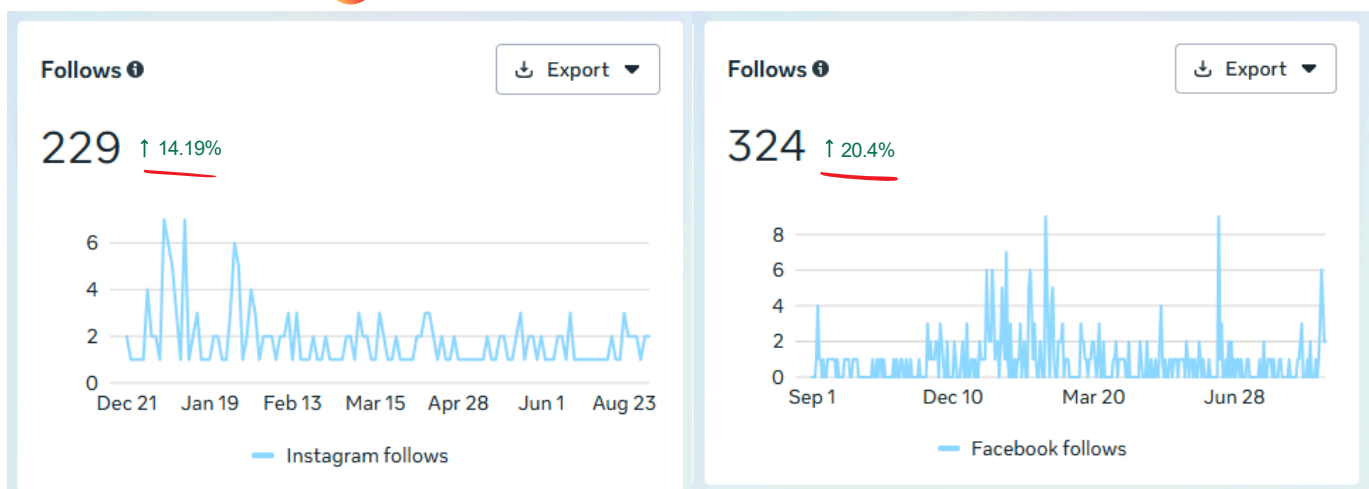 Follows
Export
229 ↑ 14.19%
6
4
2
0
Dec 21 Jan 19 Feb 13 Mar 15 Apr 28 Jun 1 Aug 23
Instagram follows
Follows
Export
324 ↑ 20.4%
8
6
4
2
0
Sep 1 Dec 10 Mar 20 Jun 28
Facebook follows